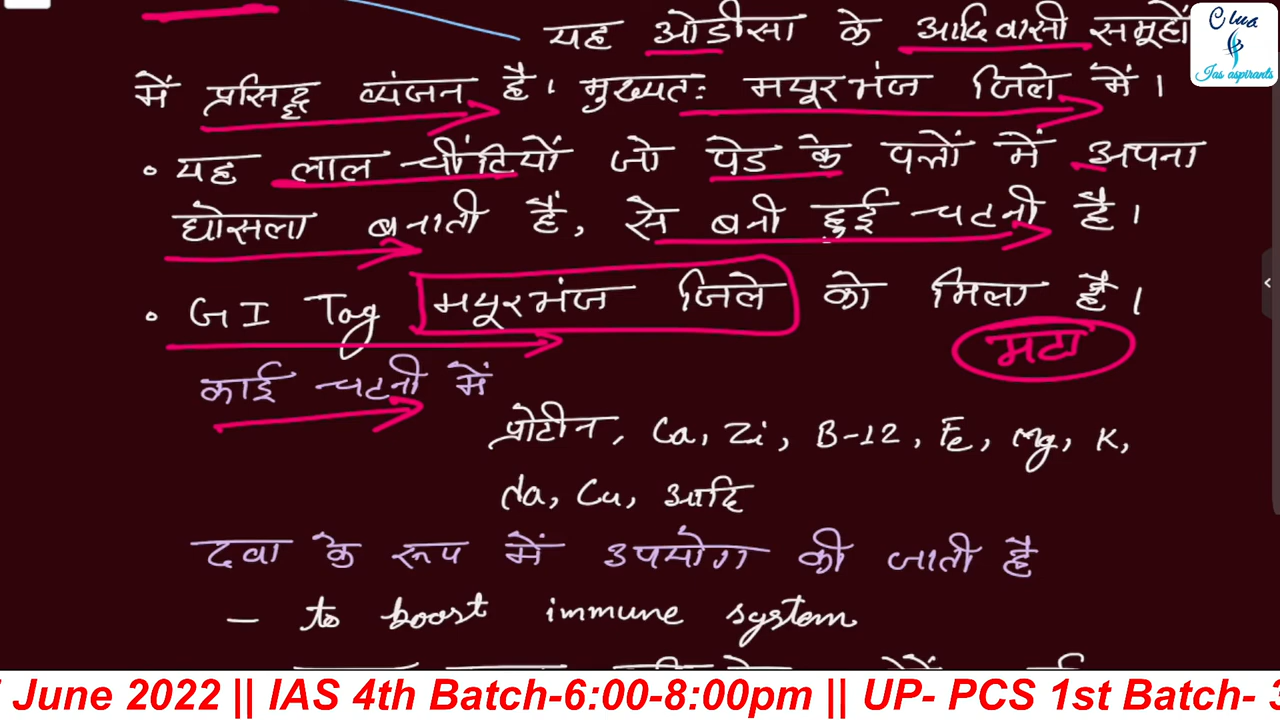 यह ओडीसा के आदिवासी समूहों
में प्रसिद्ध व्यंजन है। मुख्यतः मयूरभंज जिले में।
• यह लाल चींटियों जो पेड के पत्तों में अपना
घोसला बनाती हैं, से बनी हुई चटनी है।
• GI Tag मयूरभंज जिले को मिला है।
मटा
काई चटनी में
प्रोटीन, Ca, Zi, B-12, Fe, Mg, K,
Na, Cu, आदि
दवा के रूप में उपयोग की जाती है
— to boost immune system
Clue
Ias aspirants
June 2022 || IAS 4th Batch-6:00-8:00pm || UP- PCS 1st Batch-